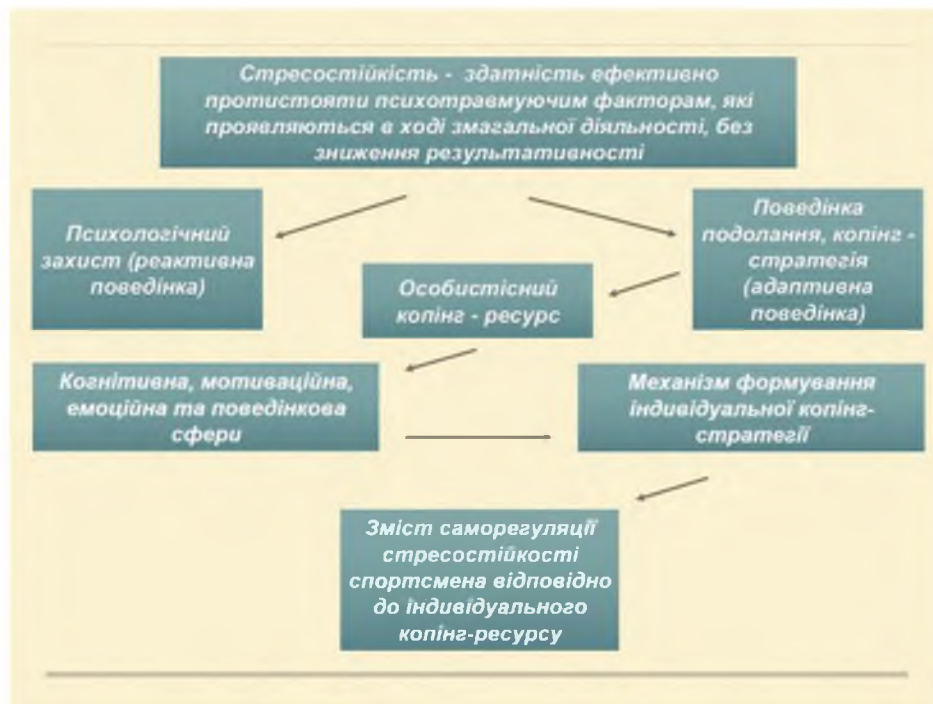 Стресостійкість - здатність ефективно
протистояти психотравмуючим факторам, які
проявляються в ході змагальної діяльності, без
зниження результативності
Психологічний
захист (реактивна
поведінка)
Поведінка
подолання, копінг -
стратегія
(адаптивна
поведінка)
Особистісний
копінг - ресурс
Когнітивна, мотиваційна,
емоційна та поведінкова
сфери
Механізм формування
індивідуальної копінг-
стратегії
Зміст саморегуляції
стресостійкості
спортсмена відповідно
до індивідуального
копінг-ресурсу